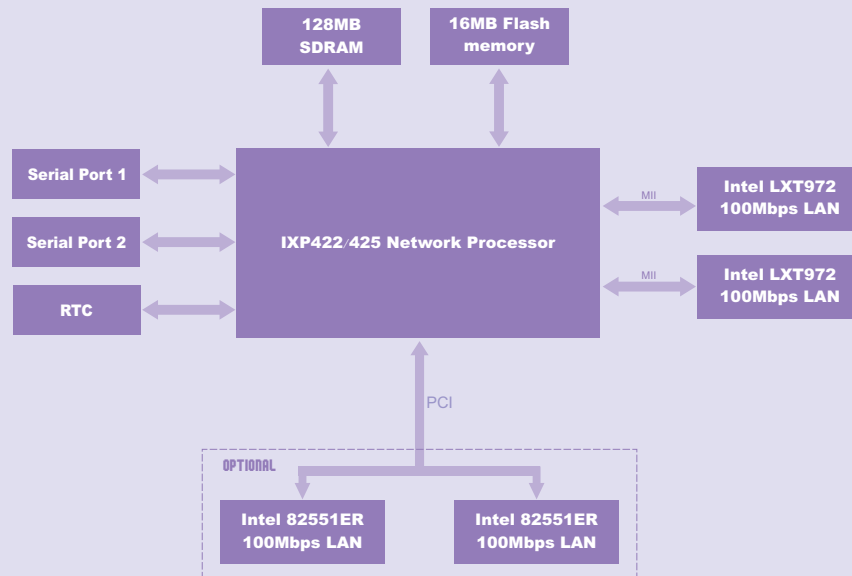 128MB
SDRAM
16MB Flash
memory
Serial Port 1
Serial Port 2
RTC
IXP422/425 Network Processor
MII
Intel LXT972
100Mbps LAN
MII
Intel LXT972
100Mbps LAN
PCI
OPTIONAL
Intel 82551ER
100Mbps LAN
Intel 82551ER
100Mbps LAN